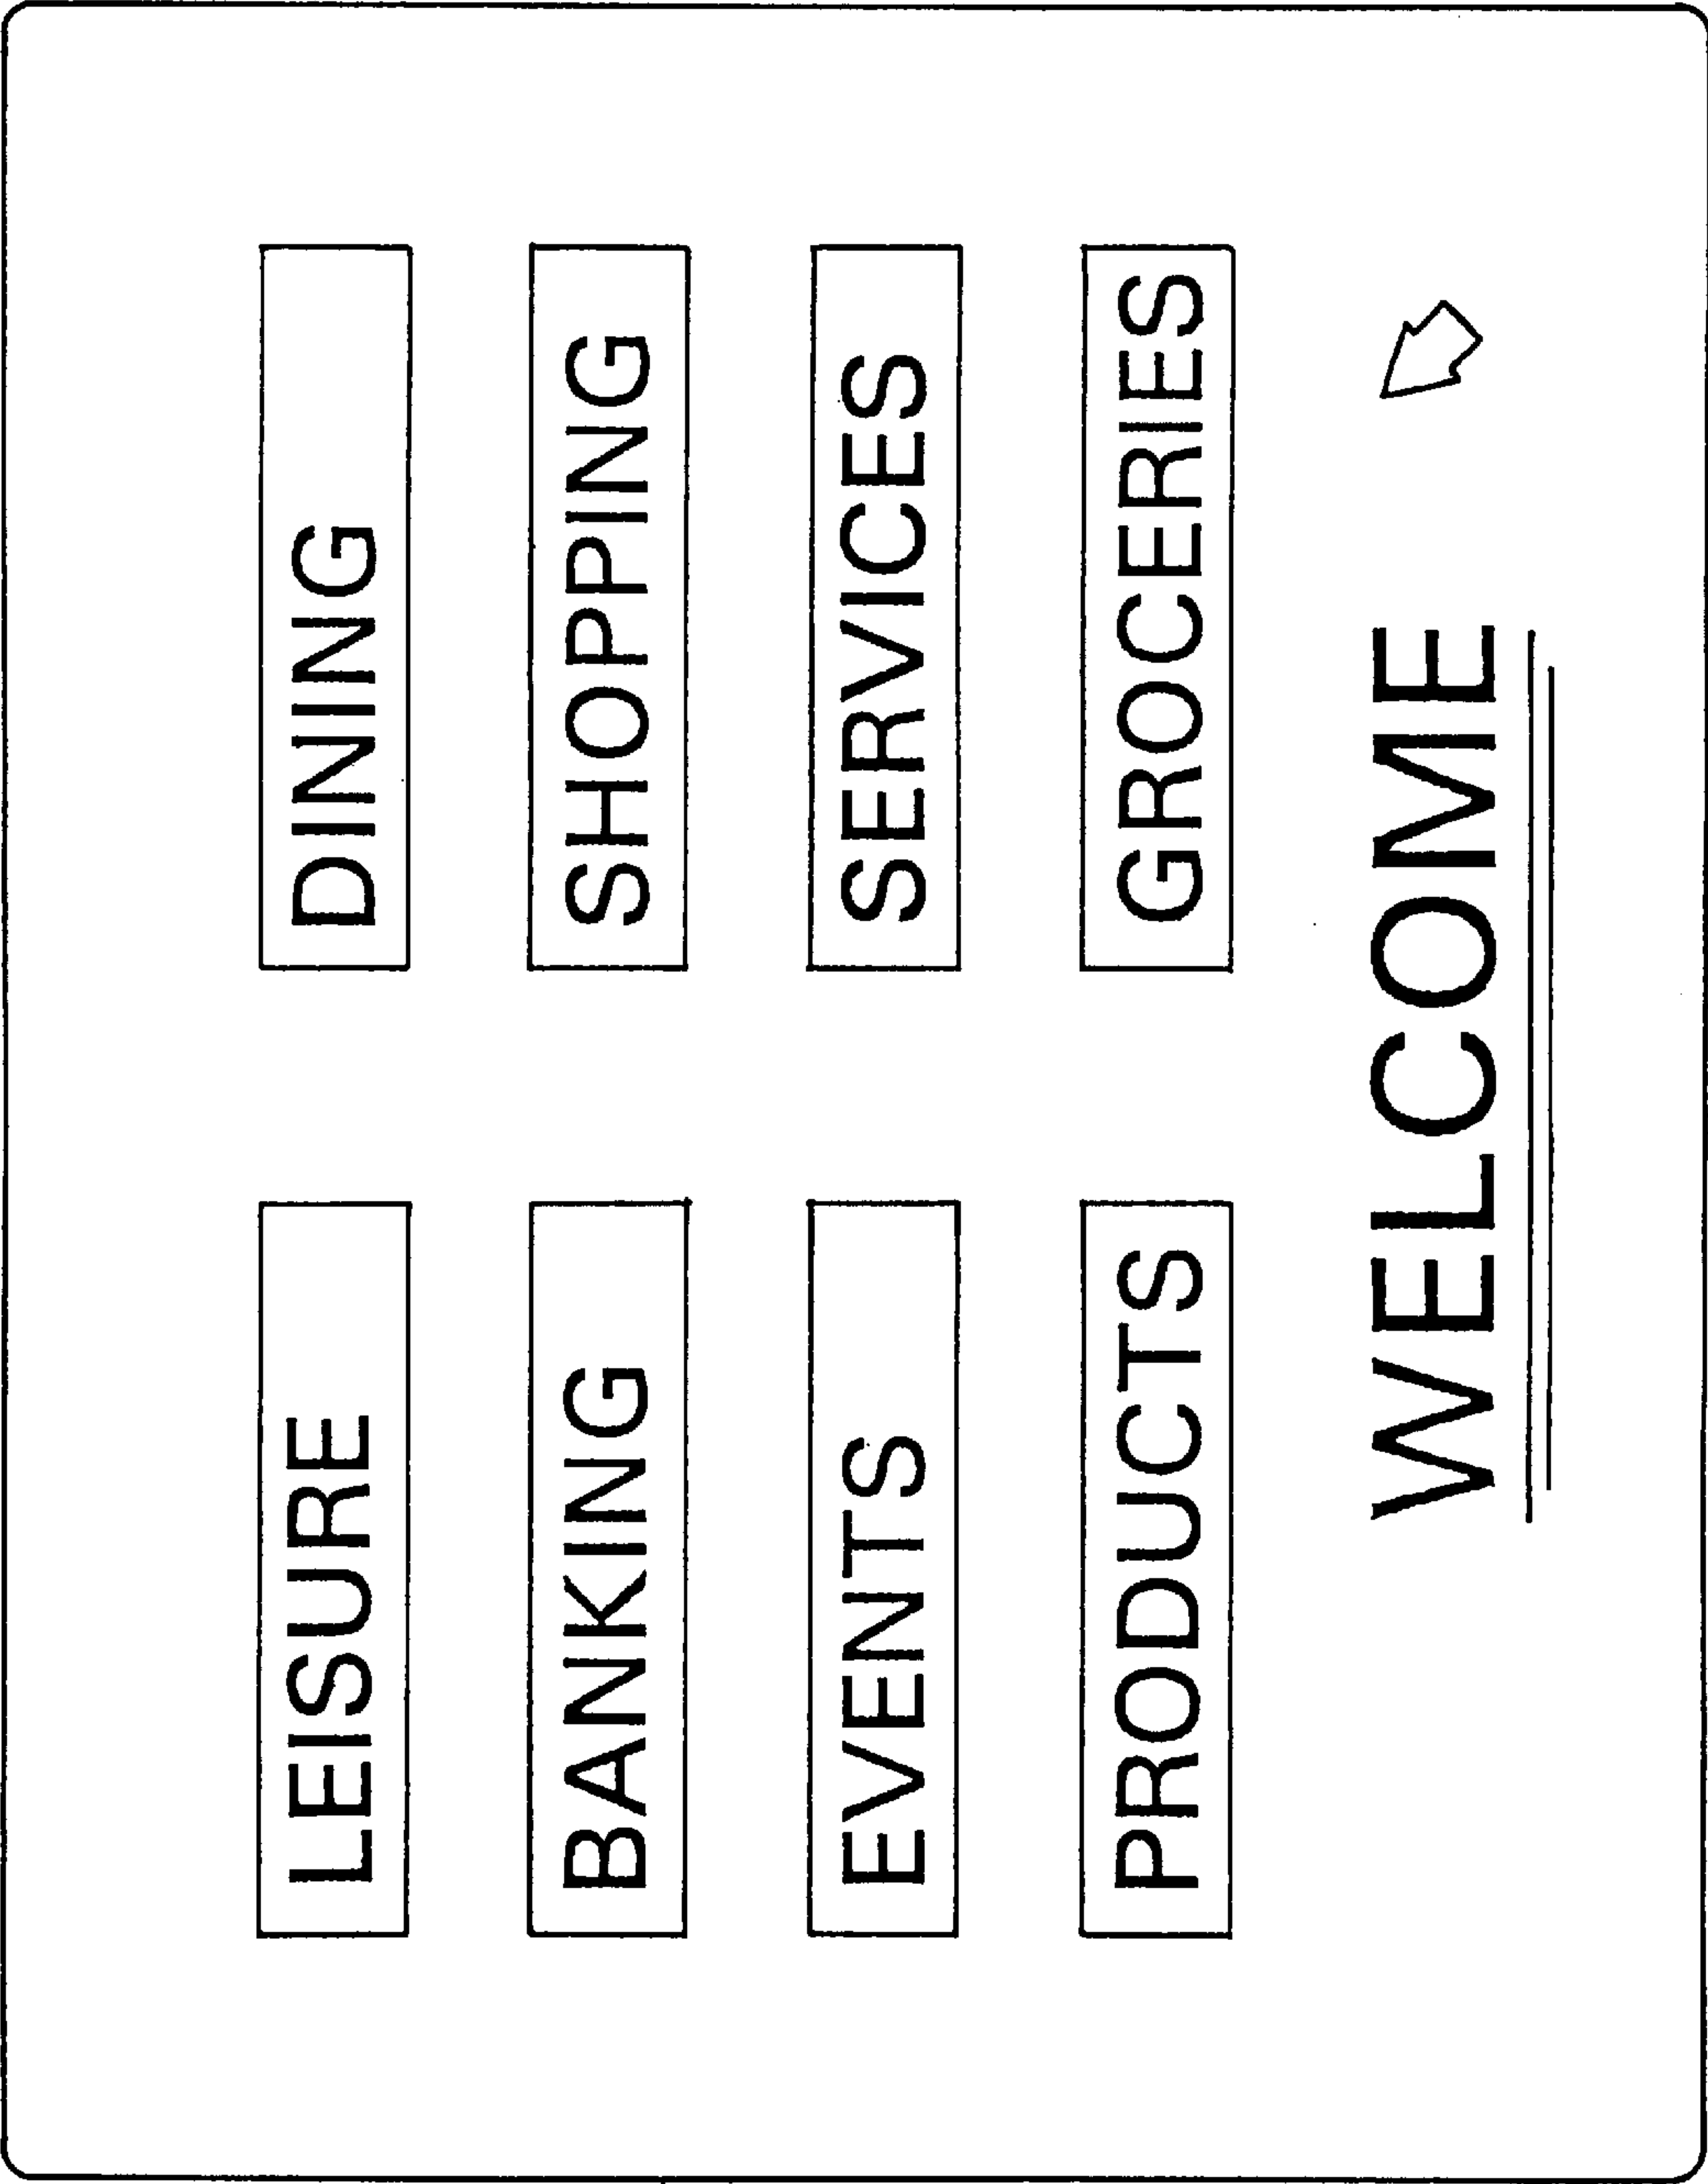 LEISURE
DINING
BANKING
SHOPPING
EVENTS
SERVICES
PRODUCTS
GROCERIES
WELCOME